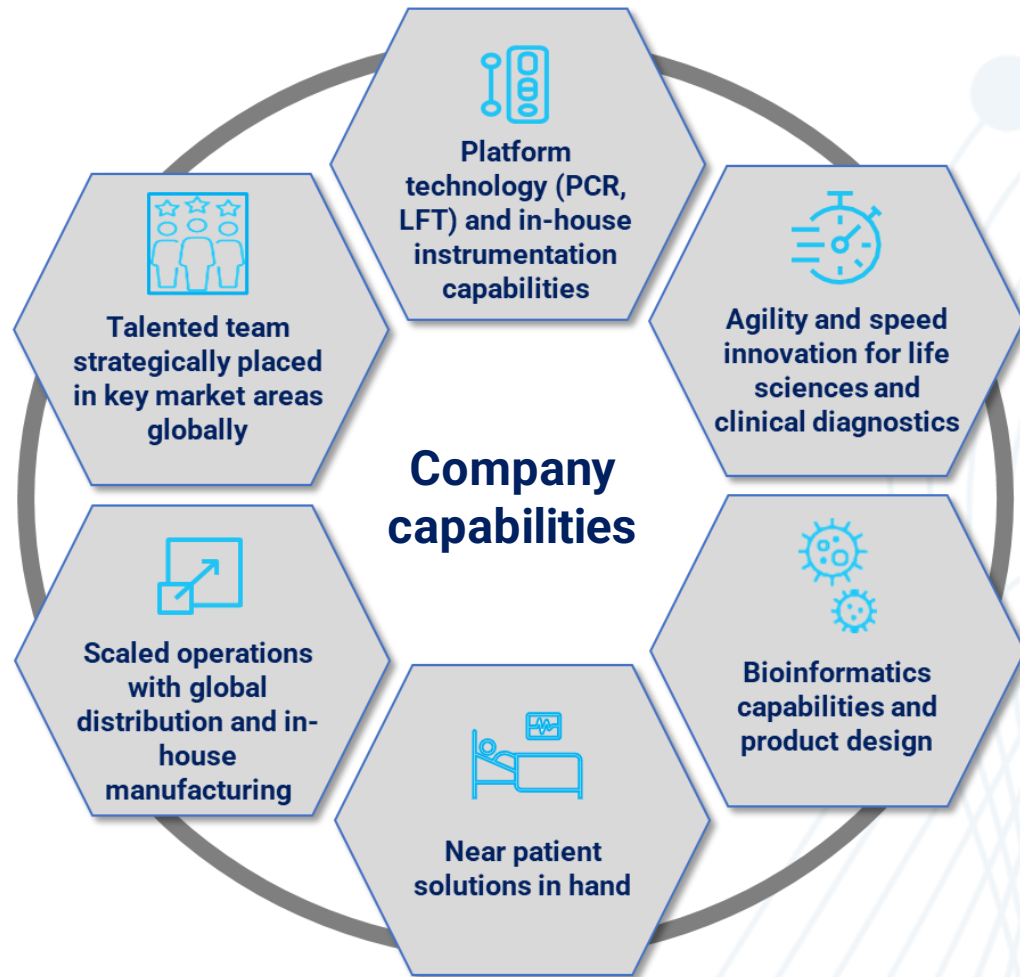 Platform
technology (PCR,
LFT) and in-house
instrumentation
capabilities
Talented team
strategically placed
in key market areas
globally
Agility and speed
innovation for life
sciences and
clinical diagnostics
Company
capabilities
Scaled operations
with global
distribution and in-
house
manufacturing
Bioinformatics
capabilities and
product design
Near patient
solutions in hand